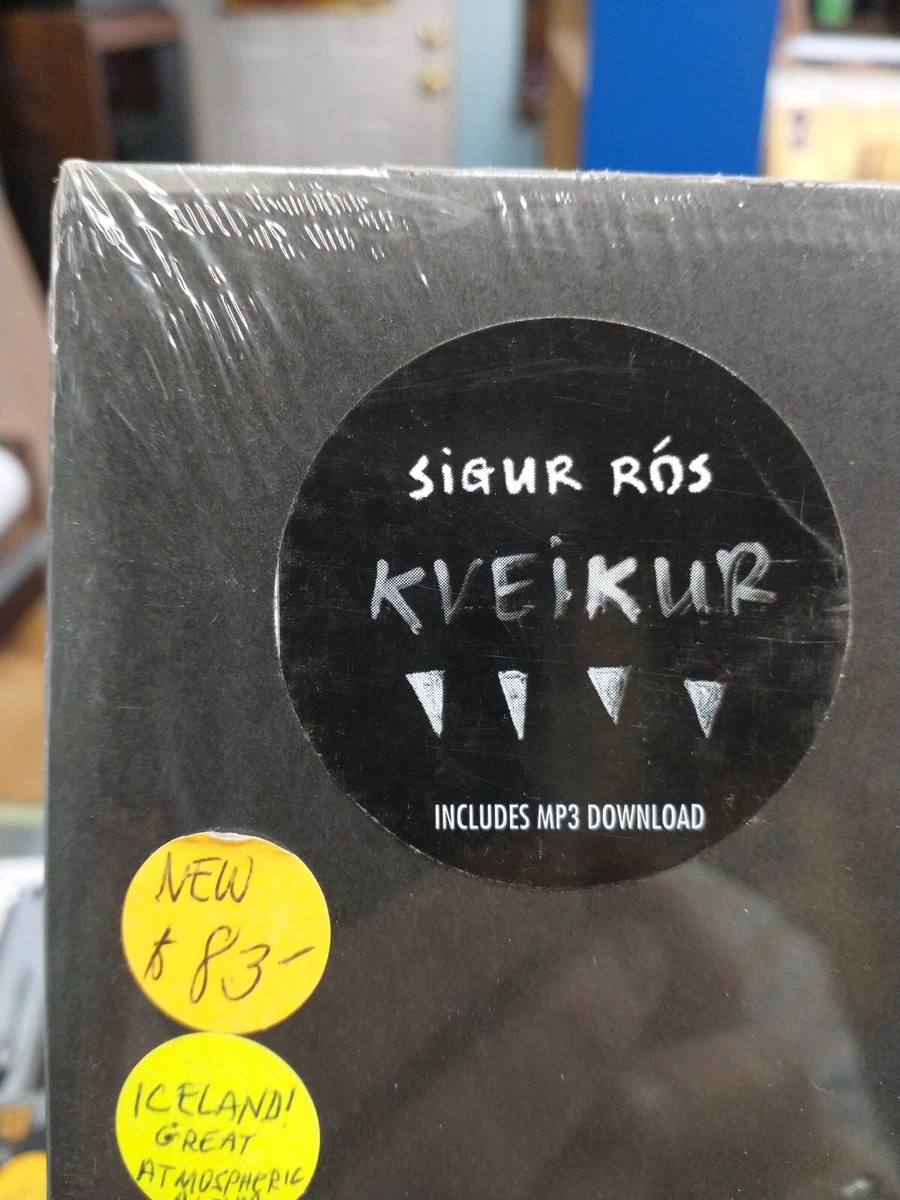 SiGUR RÓS
KVEiKUR
INCLUDES MP3 DOWNLOAD
NEW
$83-
ICELAND!
GREAT
ATMOSPHERIC